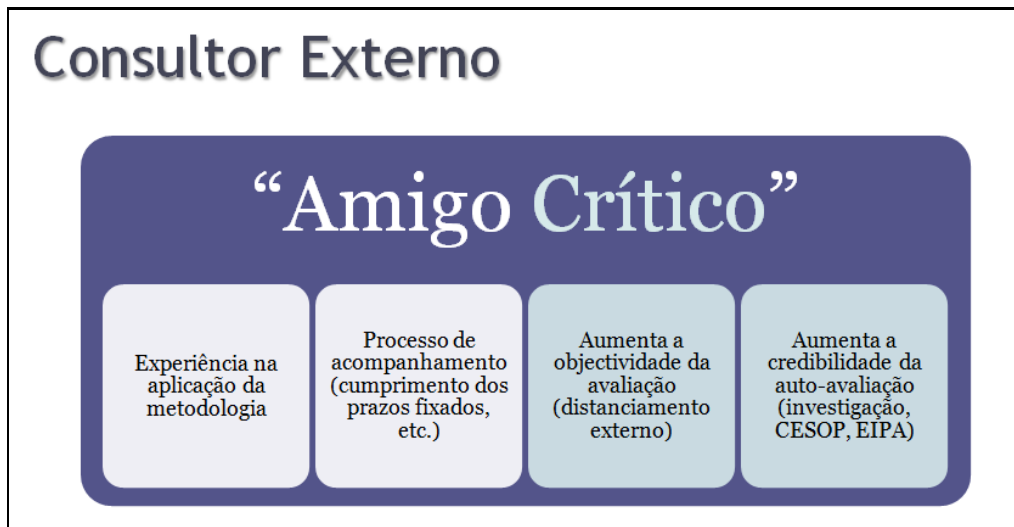 Consultor Externo
“Amigo Crítico”
Experiência na
aplicação da
metodologia
Processo de
acompanhamento
(cumprimento dos
prazos fixados,
etc.)
Aumenta a
objectividade da
avaliação
(distanciamento
externo)
Aumenta a
credibilidade da
auto-avaliação
(investigação,
CESOP, EIPA)